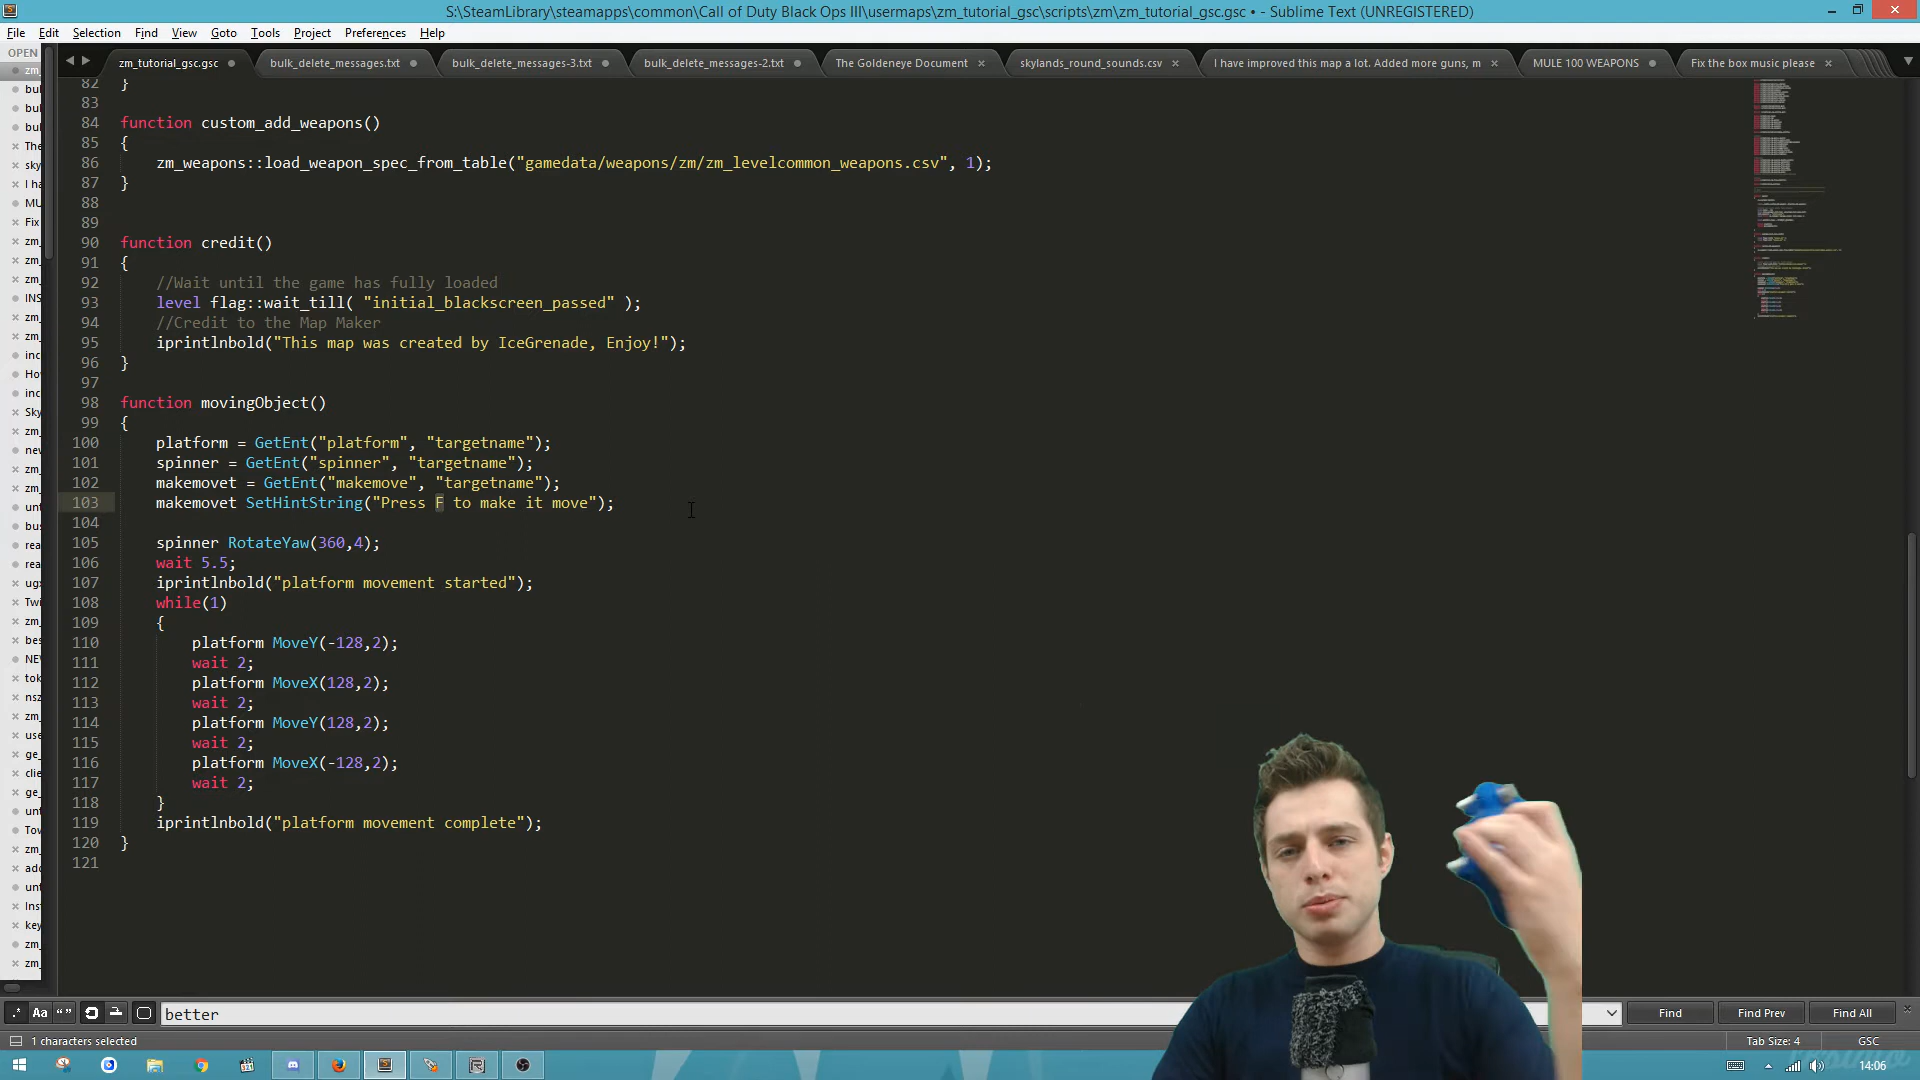 S:\SteamLibrary\steamapps\common\Call of Duty Black Ops III\usermaps\zm_tutorial_gsc\scripts\zm\zm_tutorial_gsc.gsc • - Sublime Text (UNREGISTERED)
File Edit Selection Find View Goto Tools Project Preferences Help
OPEN zm_tutorial_gsc.gsc bulk_delete_messages.txt bulk_delete_messages-3.txt bulk_delete_messages-2.txt The Goldeneye Document skylands_round_sounds.csv I have improved this map a lot. Added more guns, m MULE 100 WEAPONS Fix the box music please
82 }
83
84 function custom_add_weapons()
85 {
86 zm_weapons::load_weapon_spec_from_table("gamedata/weapons/zm/zm_levelcommon_weapons.csv", 1);
87 }
88
89
90 function credit()
91 {
92 //Wait until the game has fully loaded
93 level flag::wait_till( "initial_blackscreen_passed" );
94 //Credit to the Map Maker
95 iprintlnbold("This map was created by IceGrenade, Enjoy!");
96 }
97
98 function movingObject()
99 {
100 platform = GetEnt("platform", "targetname");
101 spinner = GetEnt("spinner", "targetname");
102 makemovet = GetEnt("makemove", "targetname");
103 makemovet SetHintString("Press F to make it move");
104
105 spinner RotateYaw(360,4);
106 wait 5.5;
107 iprintlnbold("platform movement started");
108 while(1)
109 {
110 platform MoveY(-128,2);
111 wait 2;
112 platform MoveX(128,2);
113 wait 2;
114 platform MoveY(128,2);
115 wait 2;
116 platform MoveX(-128,2);
117 wait 2;
118 }
119 iprintlnbold("platform movement complete");
120 }
121
better
Find Find Prev Find All
1 characters selected
Tab Size: 4 GSC
14:06